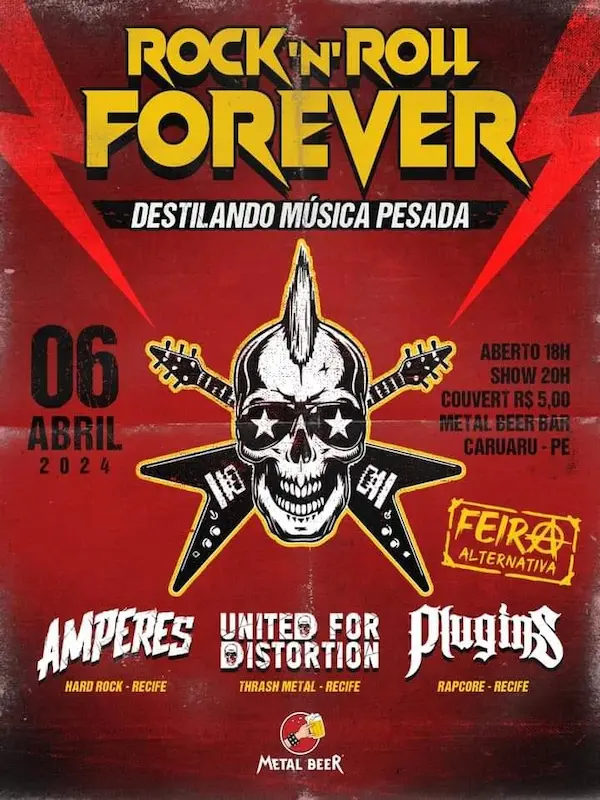 ROCK 'N' ROLL
FOREVER
DESTILANDO MÚSICA PESADA
06
ABRIL
2024
ABERTO 18H
SHOW 20H
COUVERT R$ 5,00
METAL BEER BAR
CARUARU - PE
FEIRA
ALTERNATIVA
AMPERES
HARD ROCK - RECIFE
UNITED FOR
DISTORTION
THRASH METAL - RECIFE
Plugins
RAPCORE - RECIFE
METAL BEER